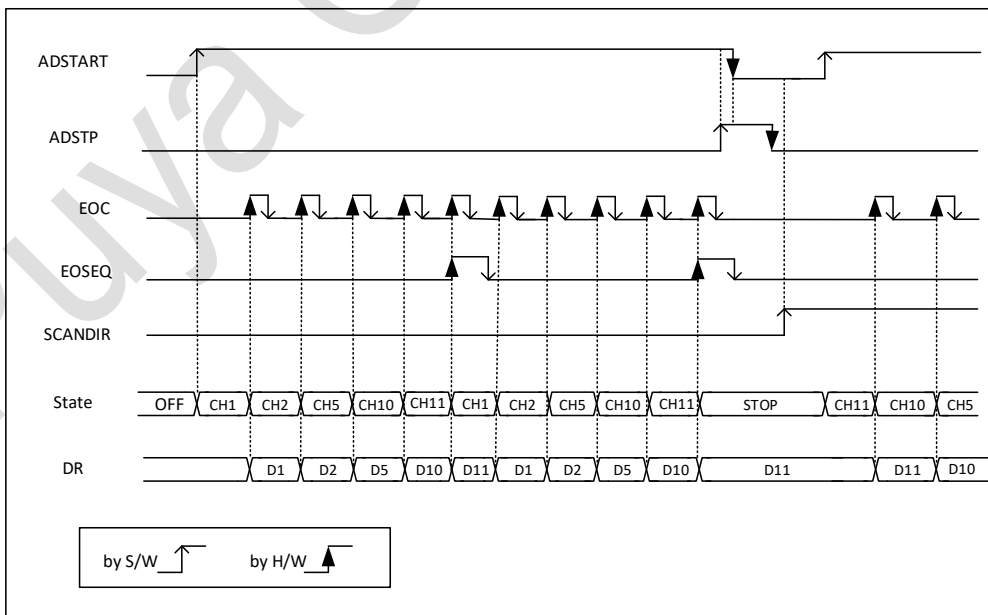 Puya
ADSTART
ADSTP
EOC
EOSEQ
SCANDIR
State OFF CH1 CH2 CH5 CH10 CH11 CH1 CH2 CH5 CH10 CH11 STOP CH11 CH10 CH5
DR D1 D2 D5 D10 D11 D1 D2 D5 D10 D11 D11 D10
by S/W by H/W